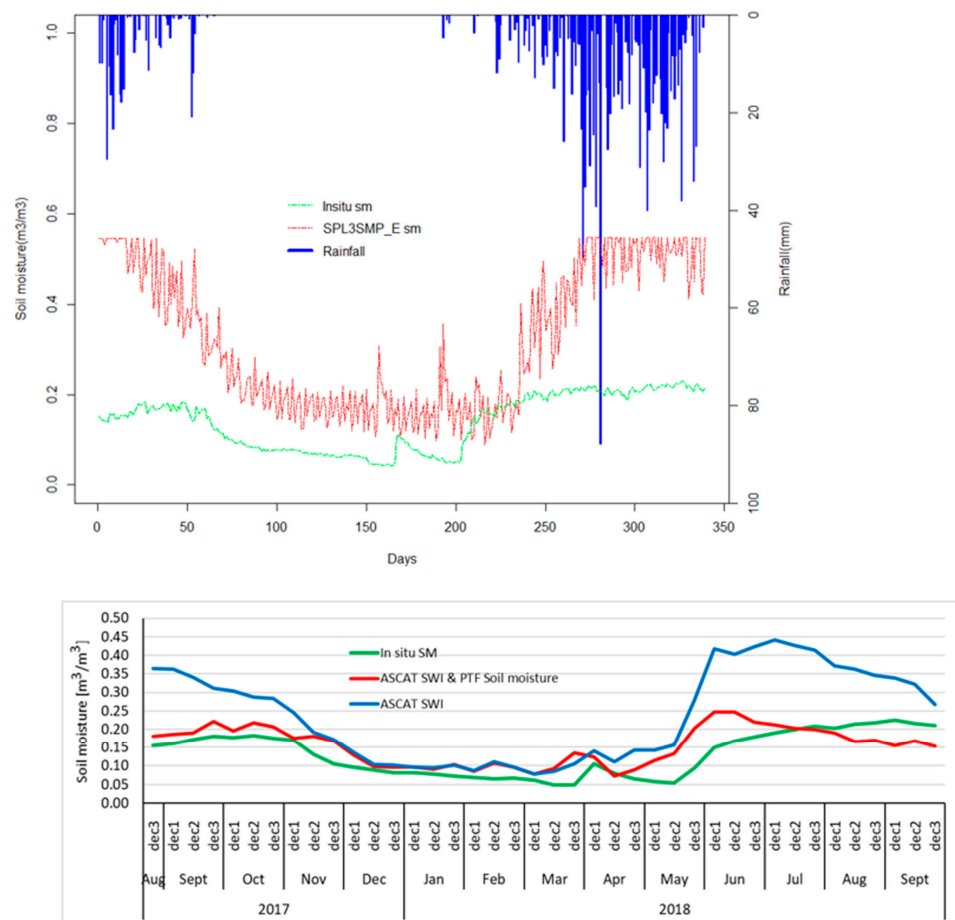 1.0
0.8
0.6
0.4
0.2
0.0
Soil moisture(m3/m3)
Insitu sm
SPL3SMP_E sm
Rainfall
0
20
40
60
80
100
Rainfall(mm)
0 50 100 150 200 250 300 350
Days
0.50
0.45
0.40
0.35
0.30
0.25
0.20
0.15
0.10
0.05
0.00
Soil moisture [m³/m³]
In situ SM
ASCAT SWI & PTF Soil moisture
ASCAT SWI
dec3 dec1 dec2 dec3 dec1 dec2 dec3 dec1 dec2 dec3 dec1 dec2 dec3 dec1 dec2 dec3 dec1 dec2 dec3 dec1 dec2 dec3 dec1 dec2 dec3 dec1 dec2 dec3 dec1 dec2 dec3 dec1 dec2 dec3 dec1 dec2 dec3 dec1 dec2 dec3
Aug Sept Oct Nov Dec Jan Feb Mar Apr May Jun Jul Aug Sept
2017 2018